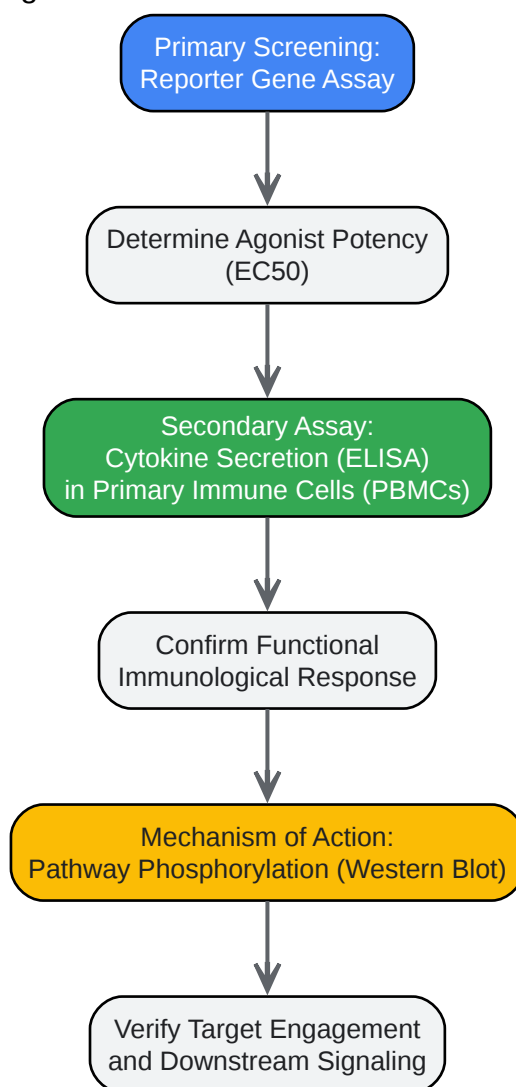 Primary Screening:
Reporter Gene Assay
Determine Agonist Potency
(EC50)
Secondary Assay:
Cytokine Secretion (ELISA)
in Primary Immune Cells (PBMCs)
Confirm Functional
Immunological Response
Mechanism of Action:
Pathway Phosphorylation (Western Blot)
Verify Target Engagement
and Downstream Signaling